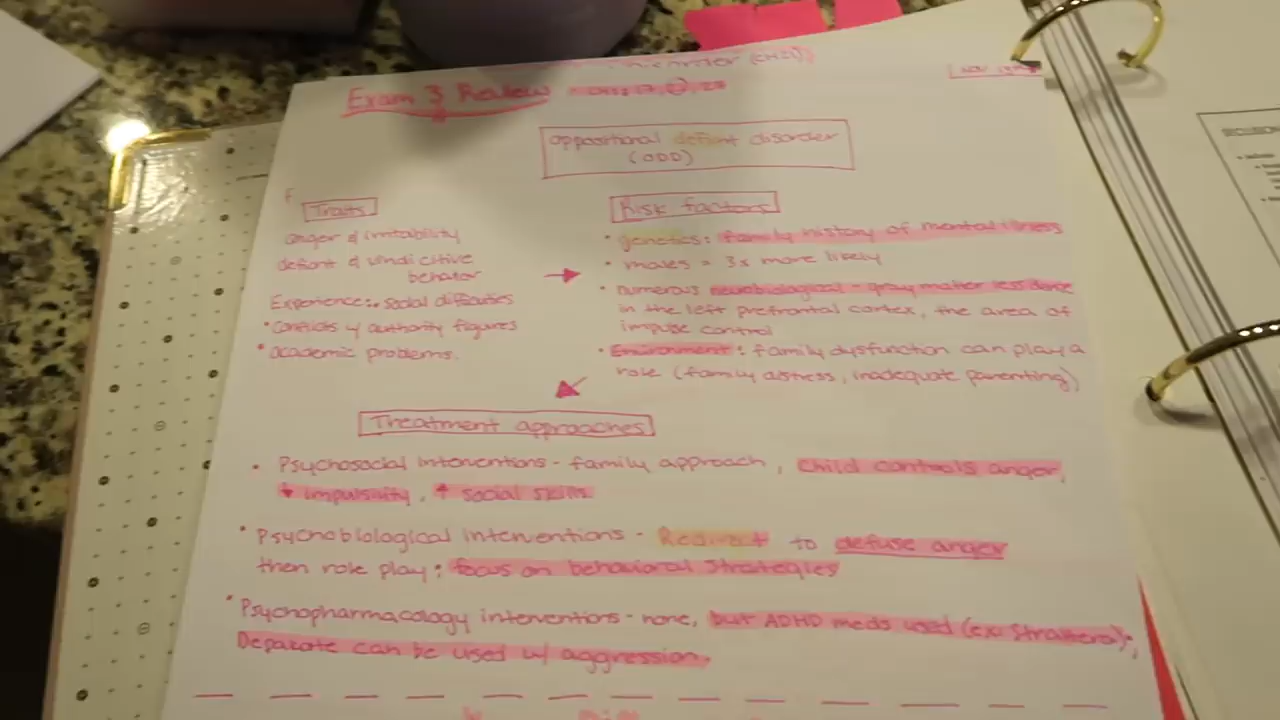 (CH21)
Exam 3 Review
Oppositional defiant disorder
(ODD)
Traits
anger & irritability
defiant & vindictive
behavior
Experience: • social difficulties
• conflicts w/ authority figures
• academic problems.
Risk factors
• genetics: family history of mental illness
• males = 3x more likely
• numerous neurobiological - gray matter less dense
in the left prefrontal cortex, the area of
impulse control
• Environment: family dysfunction can play a
role (family distress, inadequate parenting)
Treatment approaches
• Psychosocial interventions - family approach, child controls anger,
↓ impulsivity, ↑ social skills
• Psychobiological interventions - Redirect to defuse anger
then role play; focus on behavioral strategies
• Psychopharmacology interventions - none, but ADHD meds used (ex: Strattera);
Depakote can be used w/ aggression.